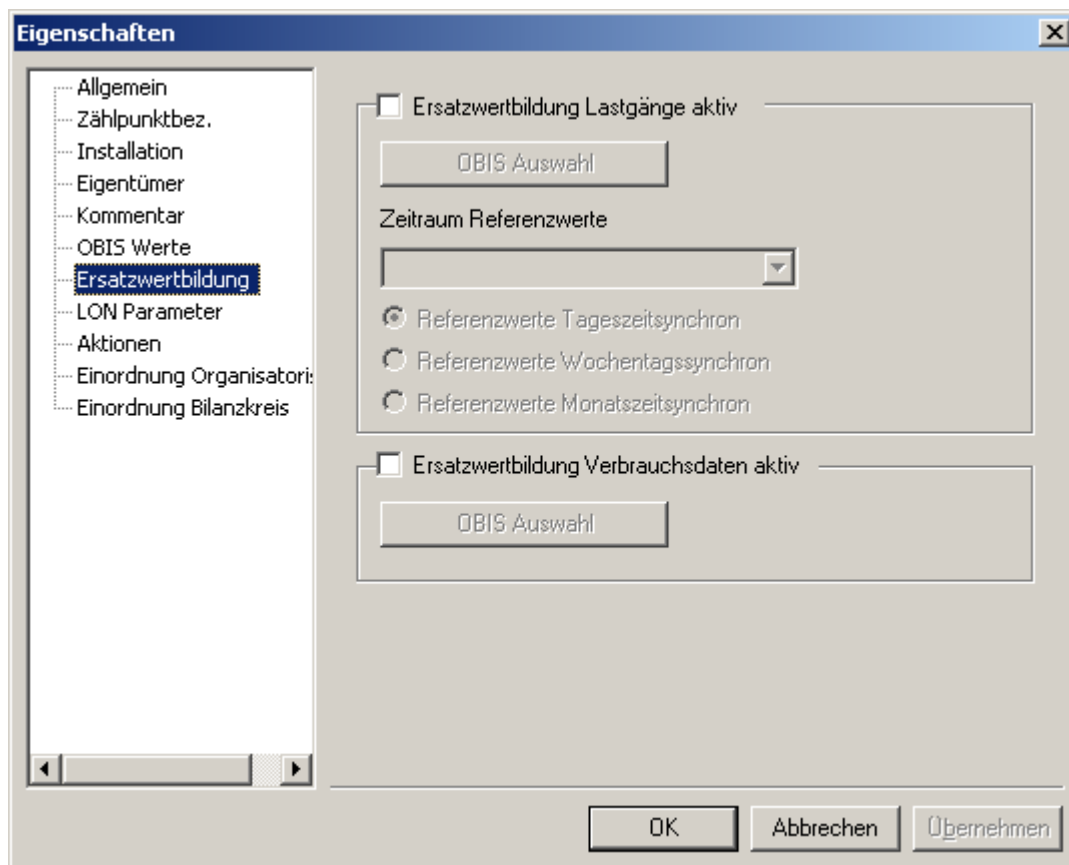 Eigenschaften
Allgemein
Zählpunktbez.
Installation
Eigentümer
Kommentar
OBIS Werte
Ersatzwertbildung
LON Parameter
Aktionen
Einordnung Organisatoris
Einordnung Bilanzkreis
Ersatzwertbildung Lastgänge aktiv
OBIS Auswahl
Zeitraum Referenzwerte
Referenzwerte Tageszeitsynchron
Referenzwerte Wochentagssynchron
Referenzwerte Monatszeitsynchron
Ersatzwertbildung Verbrauchsdaten aktiv
OBIS Auswahl
OK
Abbrechen
Übernehmen